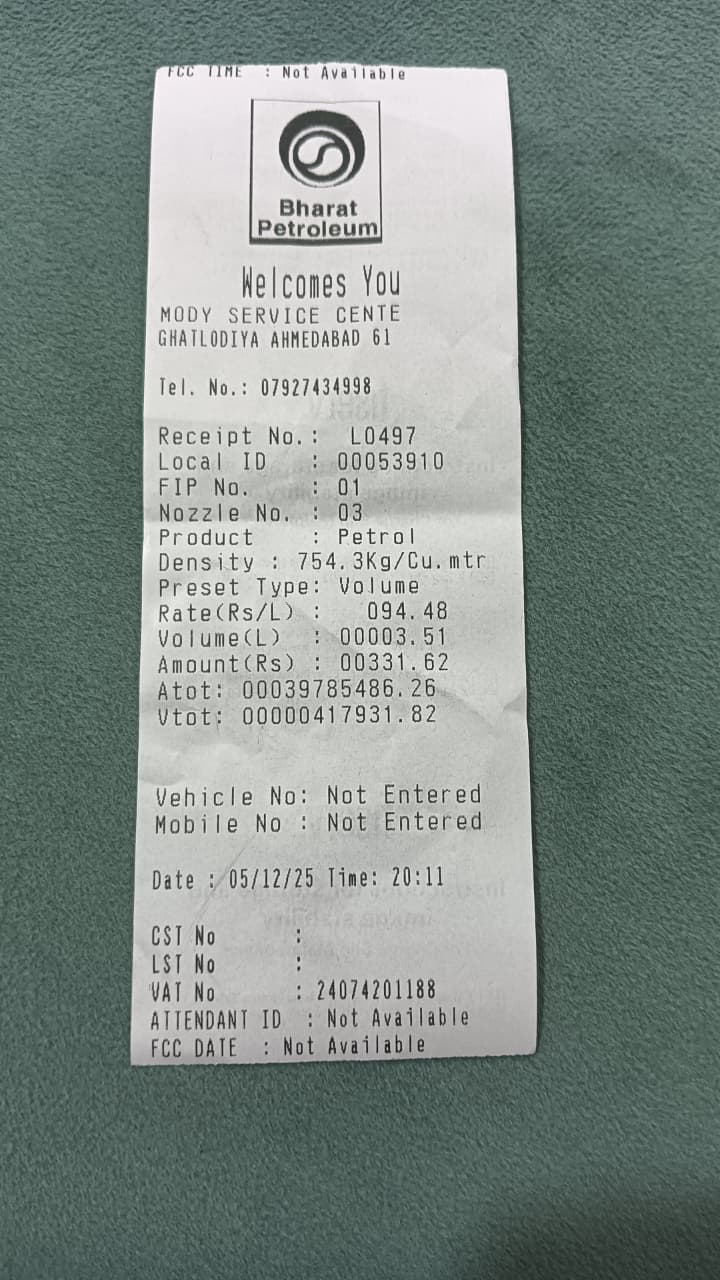 FCC TIME : Not Available
Bharat
Petroleum
Welcomes You
MODY SERVICE CENTE
GHATLODIYA AHMEDABAD 61
Tel. No.: 07927434998
Receipt No.: L0497
Local ID : 00053910
FIP No. : 01
Nozzle No. : 03
Product : Petrol
Density : 754.3Kg/Cu.mtr
Preset Type: Volume
Rate(Rs/L) : 094.48
Volume(L) : 00003.51
Amount(Rs) : 00331.62
Atot: 00039785486.26
Vtot: 00000417931.82
Vehicle No: Not Entered
Mobile No : Not Entered
Date : 05/12/25 Time: 20:11
CST No :
LST No :
VAT No : 24074201188
ATTENDANT ID : Not Available
FCC DATE : Not Available